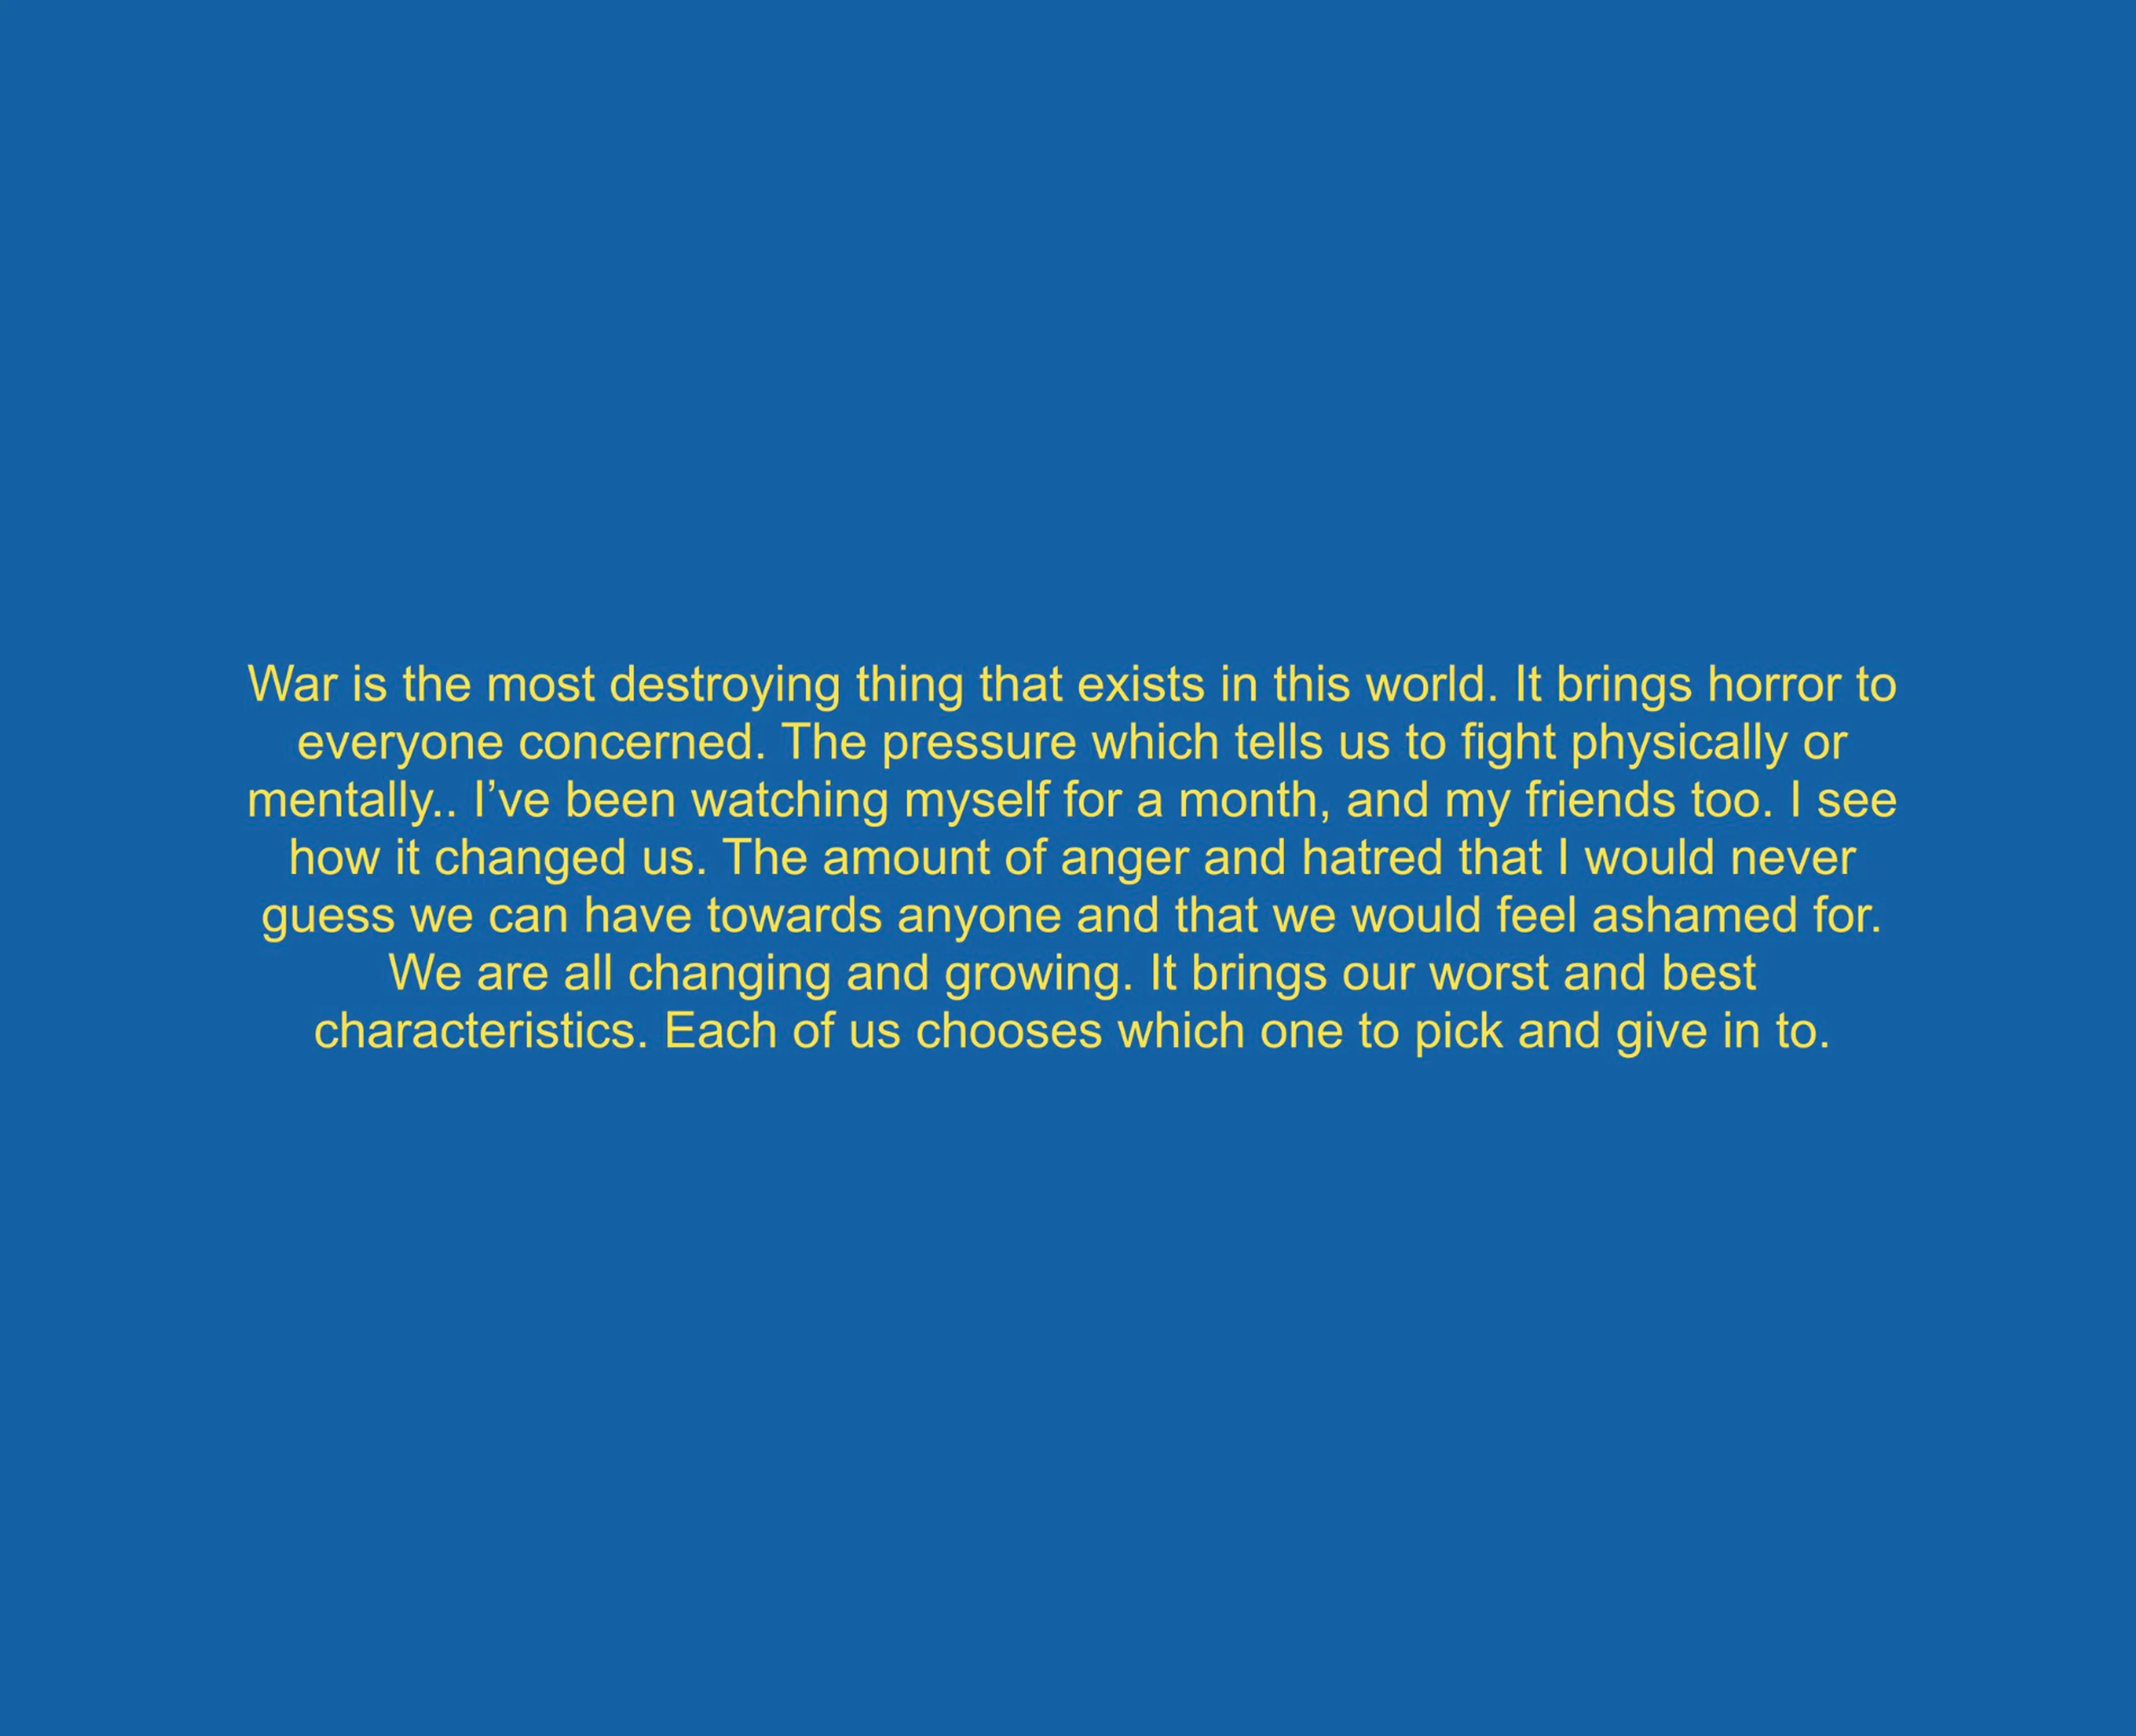 War is the most destroying thing that exists in this world. It brings horror to
everyone concerned. The pressure which tells us to fight physically or
mentally.. I’ve been watching myself for a month, and my friends too. I see
how it changed us. The amount of anger and hatred that I would never
guess we can have towards anyone and that we would feel ashamed for.
We are all changing and growing. It brings our worst and best
characteristics. Each of us chooses which one to pick and give in to.